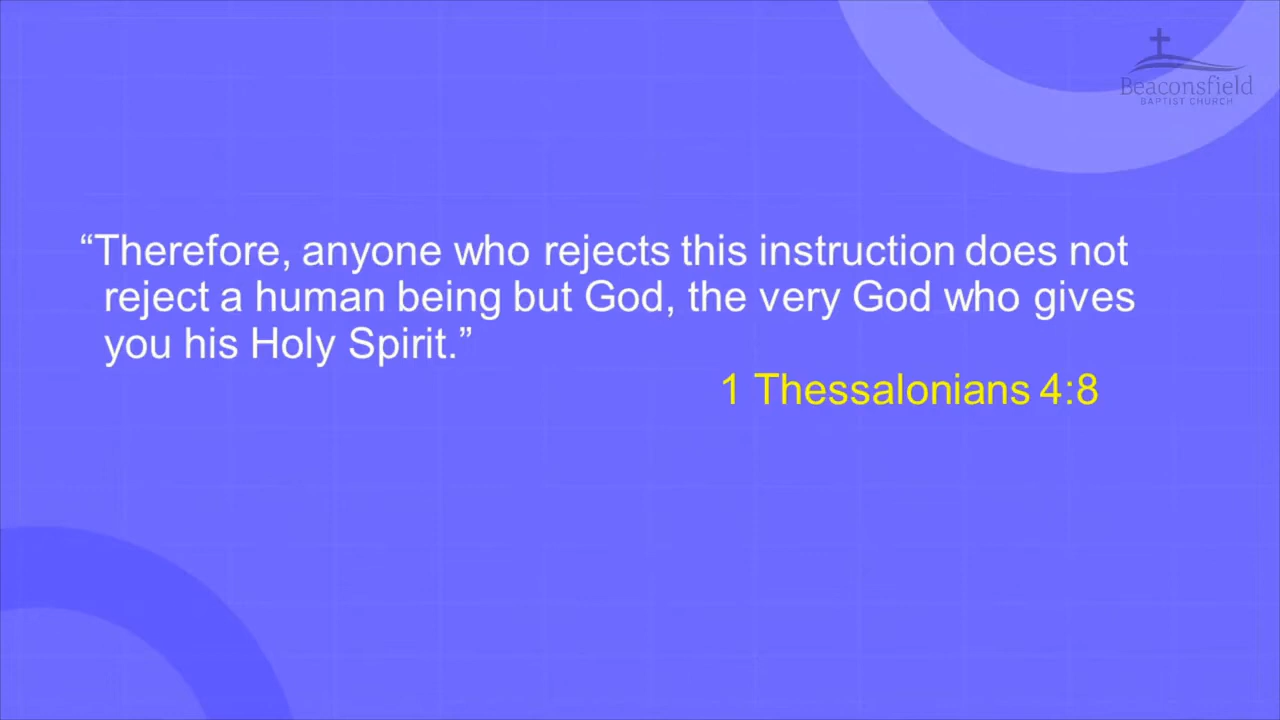 Beaconsfield
BAPTIST CHURCH
“Therefore, anyone who rejects this instruction does not
reject a human being but God, the very God who gives
you his Holy Spirit.”
1 Thessalonians 4:8